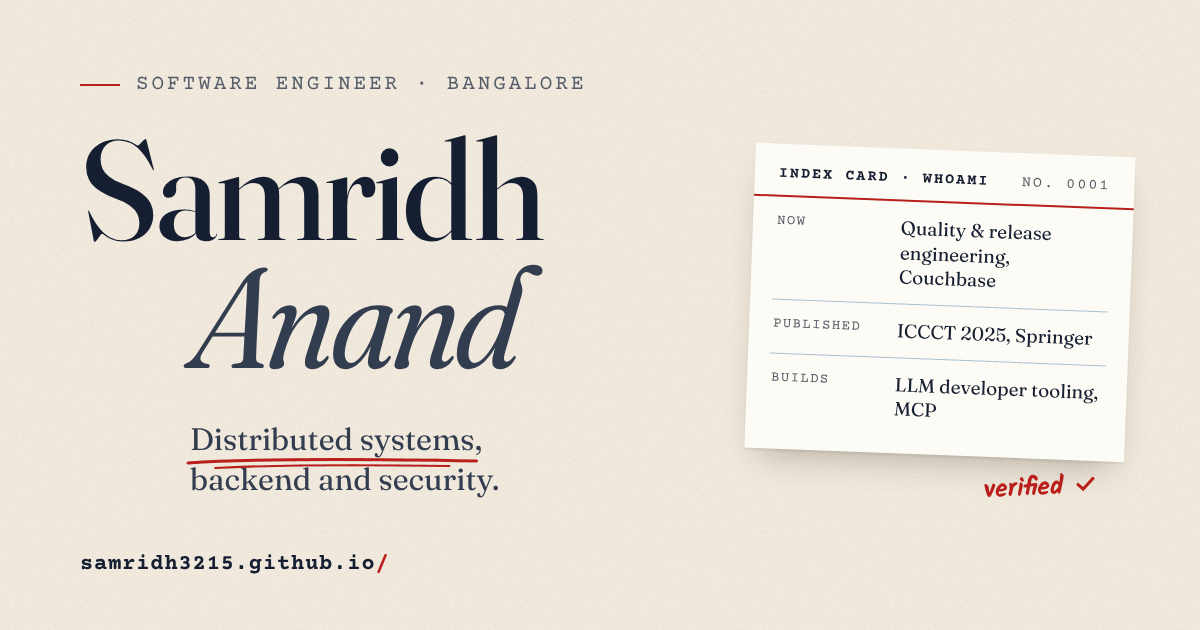 SOFTWARE ENGINEER · BANGALORE
Samridh
Anand
Distributed systems,
backend and security.
samridh3215.github.io/
INDEX CARD · WHOAMI NO. 0001
NOW Quality & release
engineering,
Couchbase
PUBLISHED ICCCT 2025, Springer
BUILDS LLM developer tooling,
MCP
verified ✓